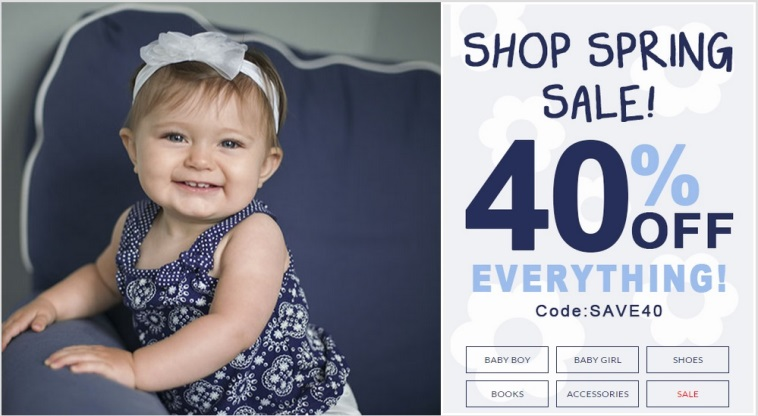 SHOP SPRING
SALE!
40% OFF
EVERYTHING!
Code:SAVE40
BABY BOY
BABY GIRL
SHOES
BOOKS
ACCESSORIES
SALE